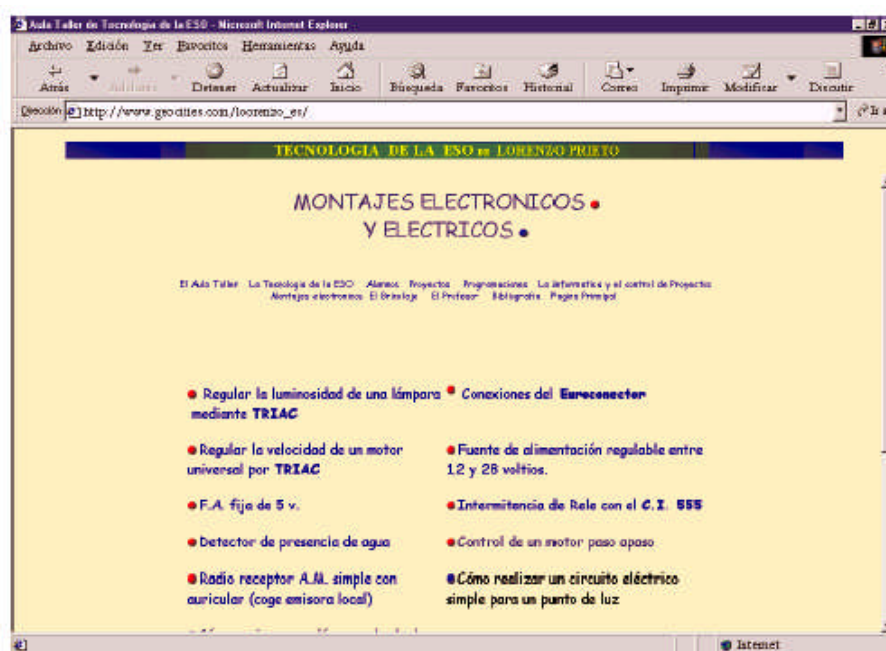 Aula Taller de Tecnologia de la ESO - Microsoft Internet Explorer
Archivo Edición Ver Favoritos Herramientas Ayuda
Atrás Detener Actualizar Inicio Búsqueda Favoritos Historial Correo Imprimir Modificar Discutir
Dirección http://www.geocities.com/loorenzo_es/ Ir a
TECNOLOGIA DE LA ESO DE LORENZO PRIETO
MONTAJES ELECTRONICOS
Y ELECTRICOS
El Aula Taller La Tecnologia de la ESO Alumnos Proyectos Programaciones La informatica y el control de Proyectos
Montajes electronicos El Bricolaje El Profesor Bibliografia Pagina Principal
Regular la luminosidad de una lámpara
mediante TRIAC
Conexiones del Euroconector
Regular la velocidad de un motor
universal por TRIAC
Fuente de alimentación regulable entre
12 y 28 voltios.
F.A. fija de 5 v.
Intermitencia de Rele con el C.I. 555
Detector de presencia de agua
Control de un motor paso apaso
Radio receptor A.M. simple con
auricular (coge emisora local)
Cómo realizar un circuito eléctrico
simple para un punto de luz
Internet